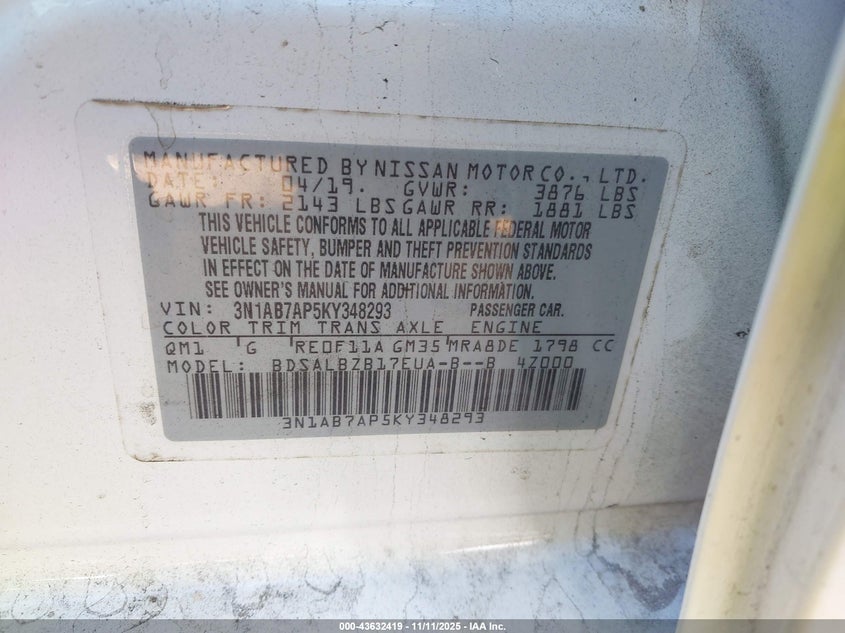 MANUFACTURED BY NISSAN MOTOR CO., LTD.
DATE: 04/19. GVWR: 3876 LBS
GAWR FR: 2143 LBS GAWR RR: 1881 LBS
THIS VEHICLE CONFORMS TO ALL APPLICABLE FEDERAL MOTOR
VEHICLE SAFETY, BUMPER AND THEFT PREVENTION STANDARDS
IN EFFECT ON THE DATE OF MANUFACTURE SHOWN ABOVE.
SEE OWNER'S MANUAL FOR ADDITIONAL INFORMATION
VIN: 3N1AB7AP5KY348293 PASSENGER CAR.
COLOR TRIM TRANS AXLE ENGINE
QM1 G RE0F11A GM35 MRA8DE 1798 CC
MODEL: BDSALBZB17EUA-B--B 4Z000
3N1AB7AP5KY348293
000-43632419 - 11/11/2025 - IAA Inc.